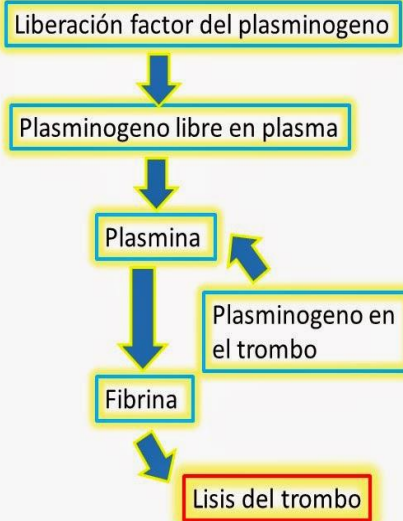 Liberación factor del plasminogeno
Plasminogeno libre en plasma
Plasmina
Plasminogeno en
el trombo
Fibrina
Lisis del trombo